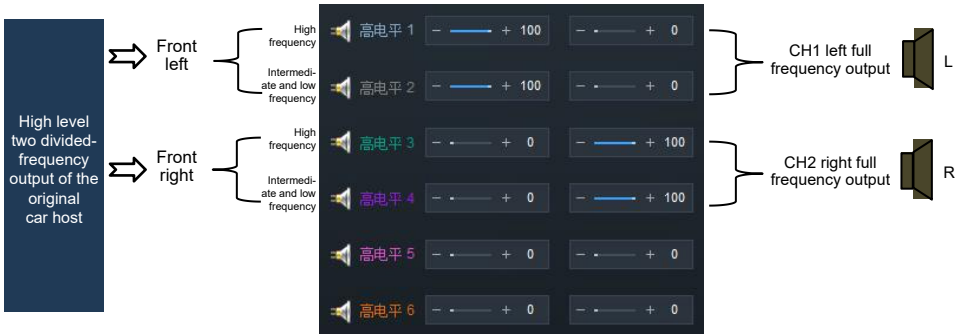 High level
two divided-
frequency
output of the
original
car host
Front
left
Front
right
High
frequency
Intermedi-
ate and low
frequency
High
frequency
Intermedi-
ate and low
frequency
高电平 1 − + 100 − + 0
高电平 2 − + 100 − + 0
高电平 3 − + 0 − + 100
高电平 4 − + 0 − + 100
高电平 5 − + 0 − + 0
高电平 6 − + 0 − + 0
CH1 left full
frequency output
L
CH2 right full
frequency output
R